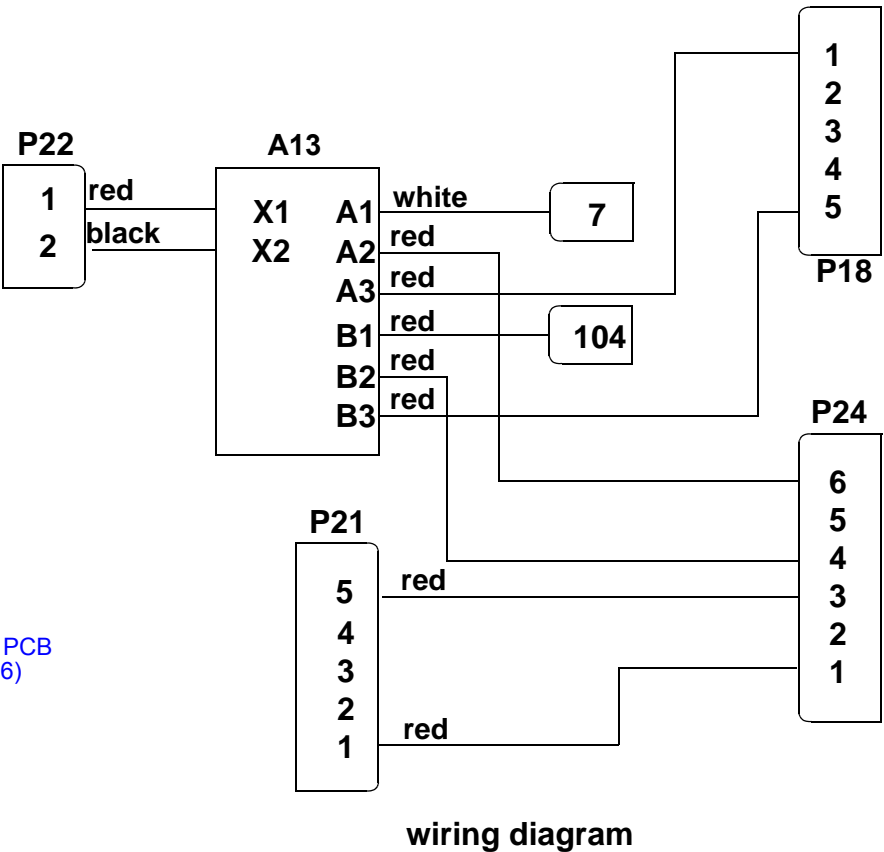 P22
1 red
2 black
A13
X1 A1 white
X2 A2 red
A3 red
B1 red
B2 red
B3 red
7
104
1
2
3
4
5
P18
P24
6
5
4
3
2
1
P21
5 red
4
3
2
1 red
PCB
6)
wiring diagram